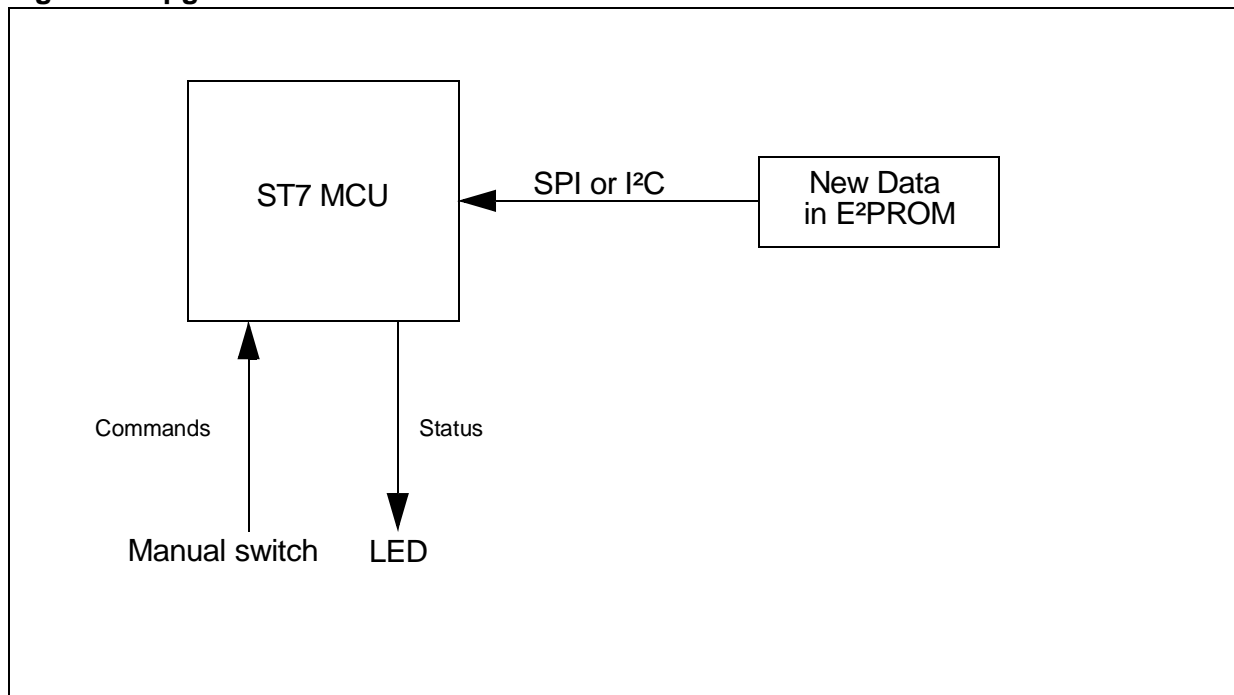 ST7 MCU
SPI or I²C
New Data
in E²PROM
Commands
Status
Manual switch
LED